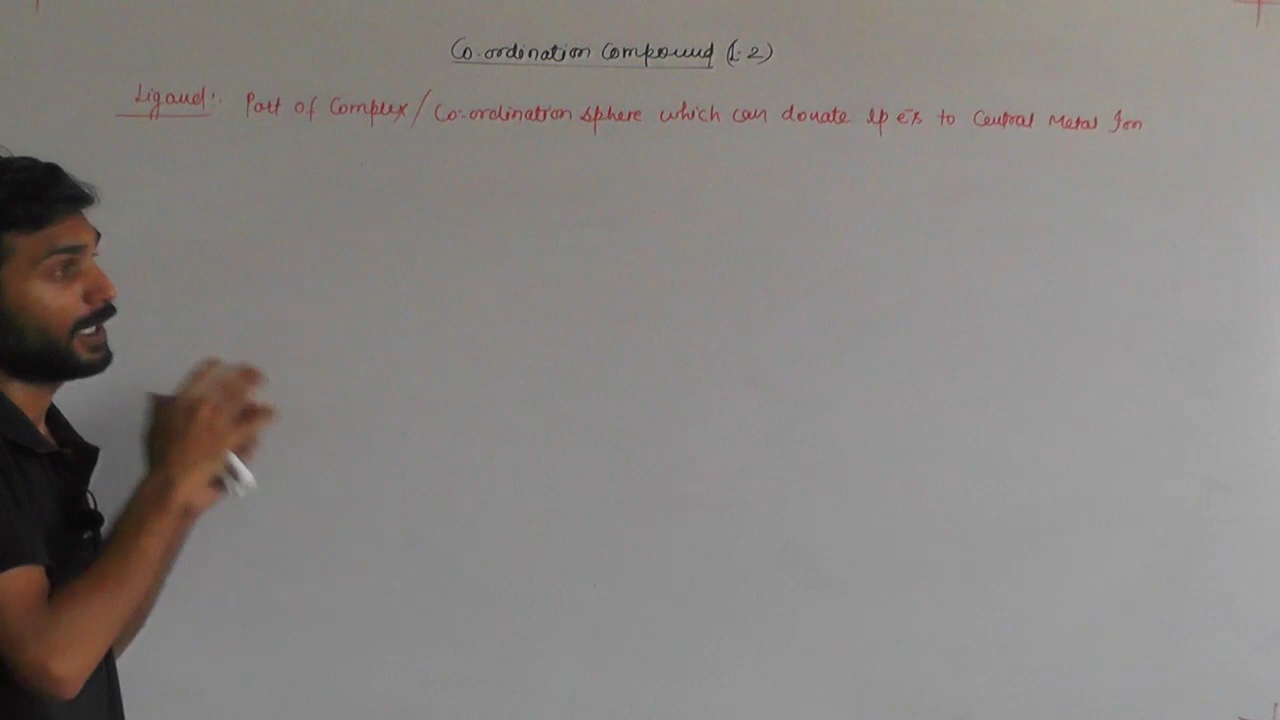 Co-ordination Compound (L-2)
Ligand:- Part of Complex/Co-ordination sphere which can donate lp e⁻s to Central Metal Ion